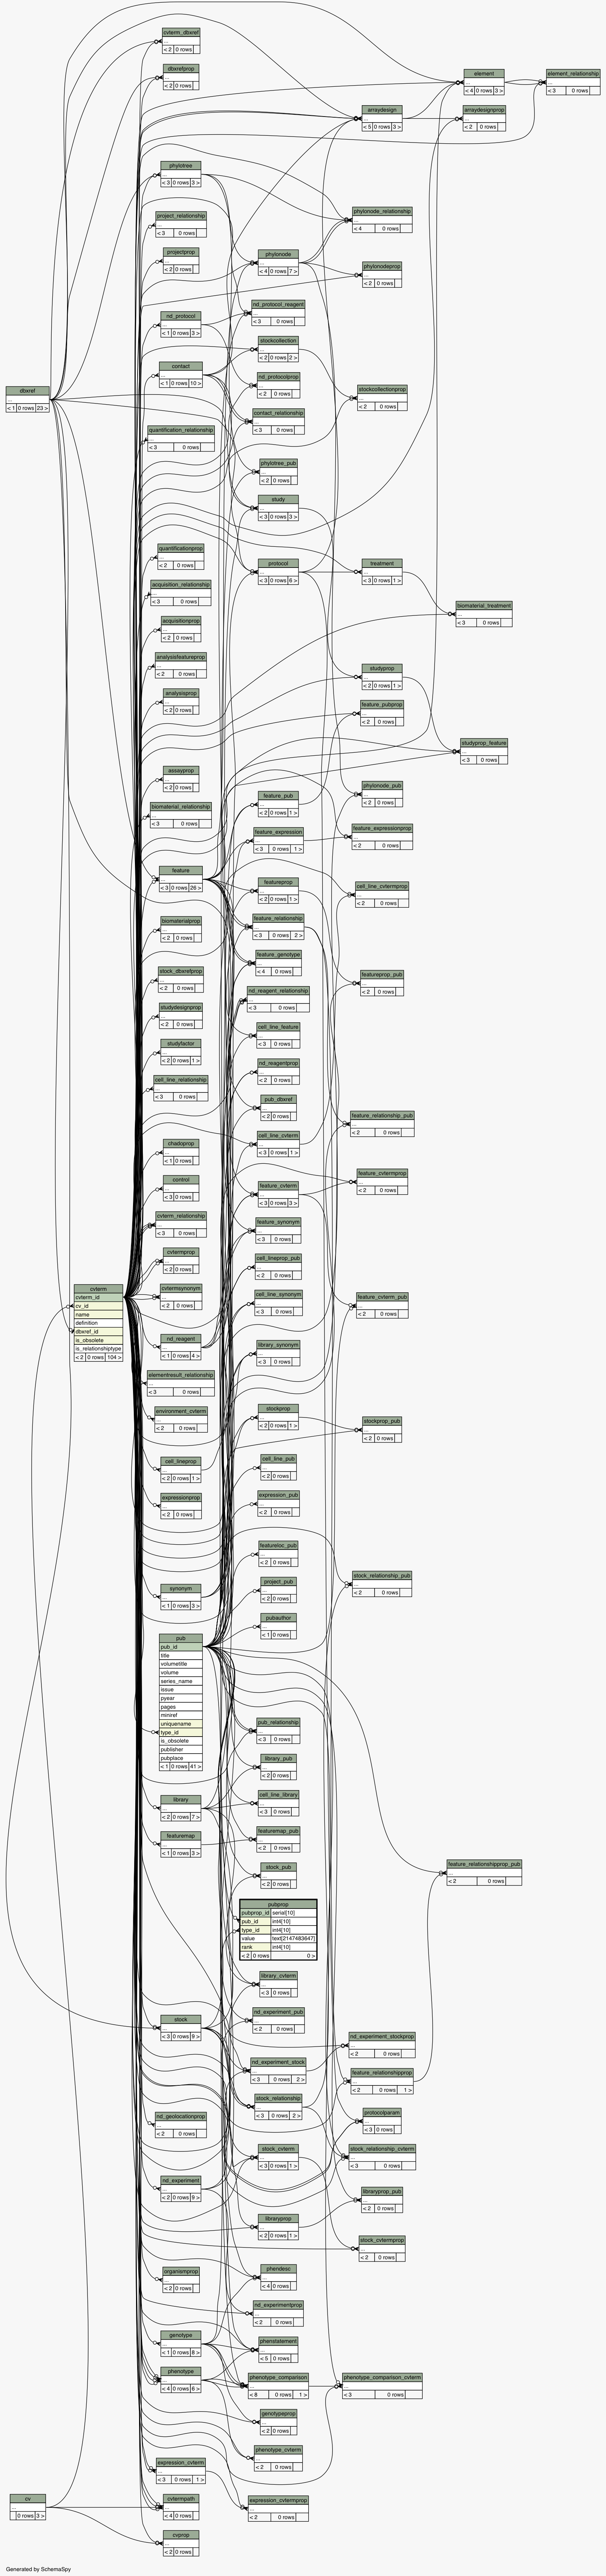 cvterm_dbxref
...
< 2 0 rows
dbxrefprop
...
< 2 0 rows
element
...
< 4 0 rows 3 >
element_relationship
...
< 3 0 rows
arraydesign
...
< 5 0 rows 3 >
arraydesignprop
...
< 2 0 rows
phylotree
...
< 3 0 rows 3 >
project_relationship
...
< 3 0 rows
phylonode_relationship
...
< 4 0 rows
projectprop
...
< 2 0 rows
phylonode
...
< 4 0 rows 7 >
phylonodeprop
...
< 2 0 rows
nd_protocol
...
< 1 0 rows 3 >
nd_protocol_reagent
...
< 3 0 rows
stockcollection
...
< 2 0 rows 2 >
contact
...
< 1 0 rows 10 >
nd_protocolprop
...
< 2 0 rows
dbxref
...
< 1 0 rows 23 >
stockcollectionprop
...
< 2 0 rows
contact_relationship
...
< 3 0 rows
quantification_relationship
...
< 3 0 rows
phylotree_pub
...
< 2 0 rows
study
...
< 3 0 rows 3 >
quantificationprop
...
< 2 0 rows
protocol
...
< 3 0 rows 6 >
treatment
...
< 3 0 rows 1 >
acquisition_relationship
...
< 3 0 rows
biomaterial_treatment
...
< 3 0 rows
acquisitionprop
...
< 2 0 rows
analysisfeatureprop
...
< 2 0 rows
studyprop
...
< 2 0 rows 1 >
analysisprop
...
< 2 0 rows
feature_pubprop
...
< 2 0 rows
studyprop_feature
...
< 3 0 rows
assayprop
...
< 2 0 rows
phylonode_pub
...
< 2 0 rows
biomaterial_relationship
...
< 3 0 rows
feature_pub
...
< 2 0 rows 1 >
feature_expression
...
< 3 0 rows 1 >
feature_expressionprop
...
< 2 0 rows
feature
...
< 3 0 rows 26 >
featureprop
...
< 2 0 rows 1 >
cell_line_cvtermprop
...
< 2 0 rows
biomaterialprop
...
< 2 0 rows
feature_relationship
...
< 3 0 rows 2 >
feature_genotype
...
< 4 0 rows
stock_dbxrefprop
...
< 2 0 rows
featureprop_pub
...
< 2 0 rows
nd_reagent_relationship
...
< 3 0 rows
studydesignprop
...
< 2 0 rows
cell_line_feature
...
< 3 0 rows
studyfactor
...
< 2 0 rows 1 >
nd_reagentprop
...
< 2 0 rows
cell_line_relationship
...
< 3 0 rows
pub_dbxref
...
< 2 0 rows
feature_relationship_pub
...
< 2 0 rows
cell_line_cvterm
...
< 3 0 rows 1 >
chadoprop
...
< 1 0 rows
feature_cvtermprop
...
< 2 0 rows
control
...
< 3 0 rows
feature_cvterm
...
< 3 0 rows 3 >
cvterm_relationship
...
< 3 0 rows
feature_synonym
...
< 3 0 rows
cvtermprop
...
< 2 0 rows
cell_lineprop_pub
...
< 2 0 rows
cvterm
cvterm_id
cv_id
name
definition
dbxref_id
is_obsolete
is_relationshiptype
< 2 0 rows 104 >
cvtermsynonym
...
< 2 0 rows
cell_line_synonym
...
< 3 0 rows
feature_cvterm_pub
...
< 2 0 rows
nd_reagent
...
< 1 0 rows 4 >
library_synonym
...
< 3 0 rows
elementresult_relationship
...
< 3 0 rows
environment_cvterm
...
< 2 0 rows
stockprop
...
< 2 0 rows 1 >
stockprop_pub
...
< 2 0 rows
cell_lineprop
...
< 2 0 rows 1 >
cell_line_pub
...
< 2 0 rows
expressionprop
...
< 2 0 rows
expression_pub
...
< 2 0 rows
featureloc_pub
...
< 2 0 rows
synonym
...
< 1 0 rows 3 >
project_pub
...
< 2 0 rows
stock_relationship_pub
...
< 2 0 rows
pubauthor
...
< 1 0 rows
pub
pub_id
title
volumetitle
volume
series_name
issue
pyear
pages
miniref
uniquename
type_id
is_obsolete
publisher
pubplace
< 1 0 rows 41 >
pub_relationship
...
< 3 0 rows
library_pub
...
< 2 0 rows
library
...
< 2 0 rows 7 >
cell_line_library
...
< 3 0 rows
featuremap
...
< 1 0 rows 3 >
featuremap_pub
...
< 2 0 rows
stock_pub
...
< 2 0 rows
feature_relationshipprop_pub
...
< 2 0 rows
pubprop
pubprop_id serial[10]
pub_id int4[10]
type_id int4[10]
value text[2147483647]
rank int4[10]
< 2 0 rows 0 >
library_cvterm
...
< 3 0 rows
stock
...
< 3 0 rows 9 >
nd_experiment_pub
...
< 2 0 rows
nd_experiment_stockprop
...
< 2 0 rows
nd_experiment_stock
...
< 3 0 rows 2 >
feature_relationshipprop
...
< 2 0 rows 1 >
stock_relationship
...
< 3 0 rows 2 >
nd_geolocationprop
...
< 2 0 rows
protocolparam
...
< 3 0 rows
stock_cvterm
...
< 3 0 rows 1 >
stock_relationship_cvterm
...
< 3 0 rows
nd_experiment
...
< 2 0 rows 9 >
libraryprop_pub
...
< 2 0 rows
libraryprop
...
< 2 0 rows 1 >
stock_cvtermprop
...
< 2 0 rows
organismprop
...
< 2 0 rows
phendesc
...
< 4 0 rows
nd_experimentprop
...
< 2 0 rows
genotype
...
< 1 0 rows 8 >
phenstatement
...
< 5 0 rows
phenotype
...
< 4 0 rows 6 >
phenotype_comparison
...
< 8 0 rows 1 >
phenotype_comparison_cvterm
...
< 3 0 rows
genotypeprop
...
< 2 0 rows
phenotype_cvterm
...
< 2 0 rows
expression_cvterm
...
< 3 0 rows 1 >
cv
...
0 rows 3 >
cvtermpath
...
< 4 0 rows
expression_cvtermprop
...
< 2 0 rows
cvprop
...
< 2 0 rows
Generated by SchemaSpy